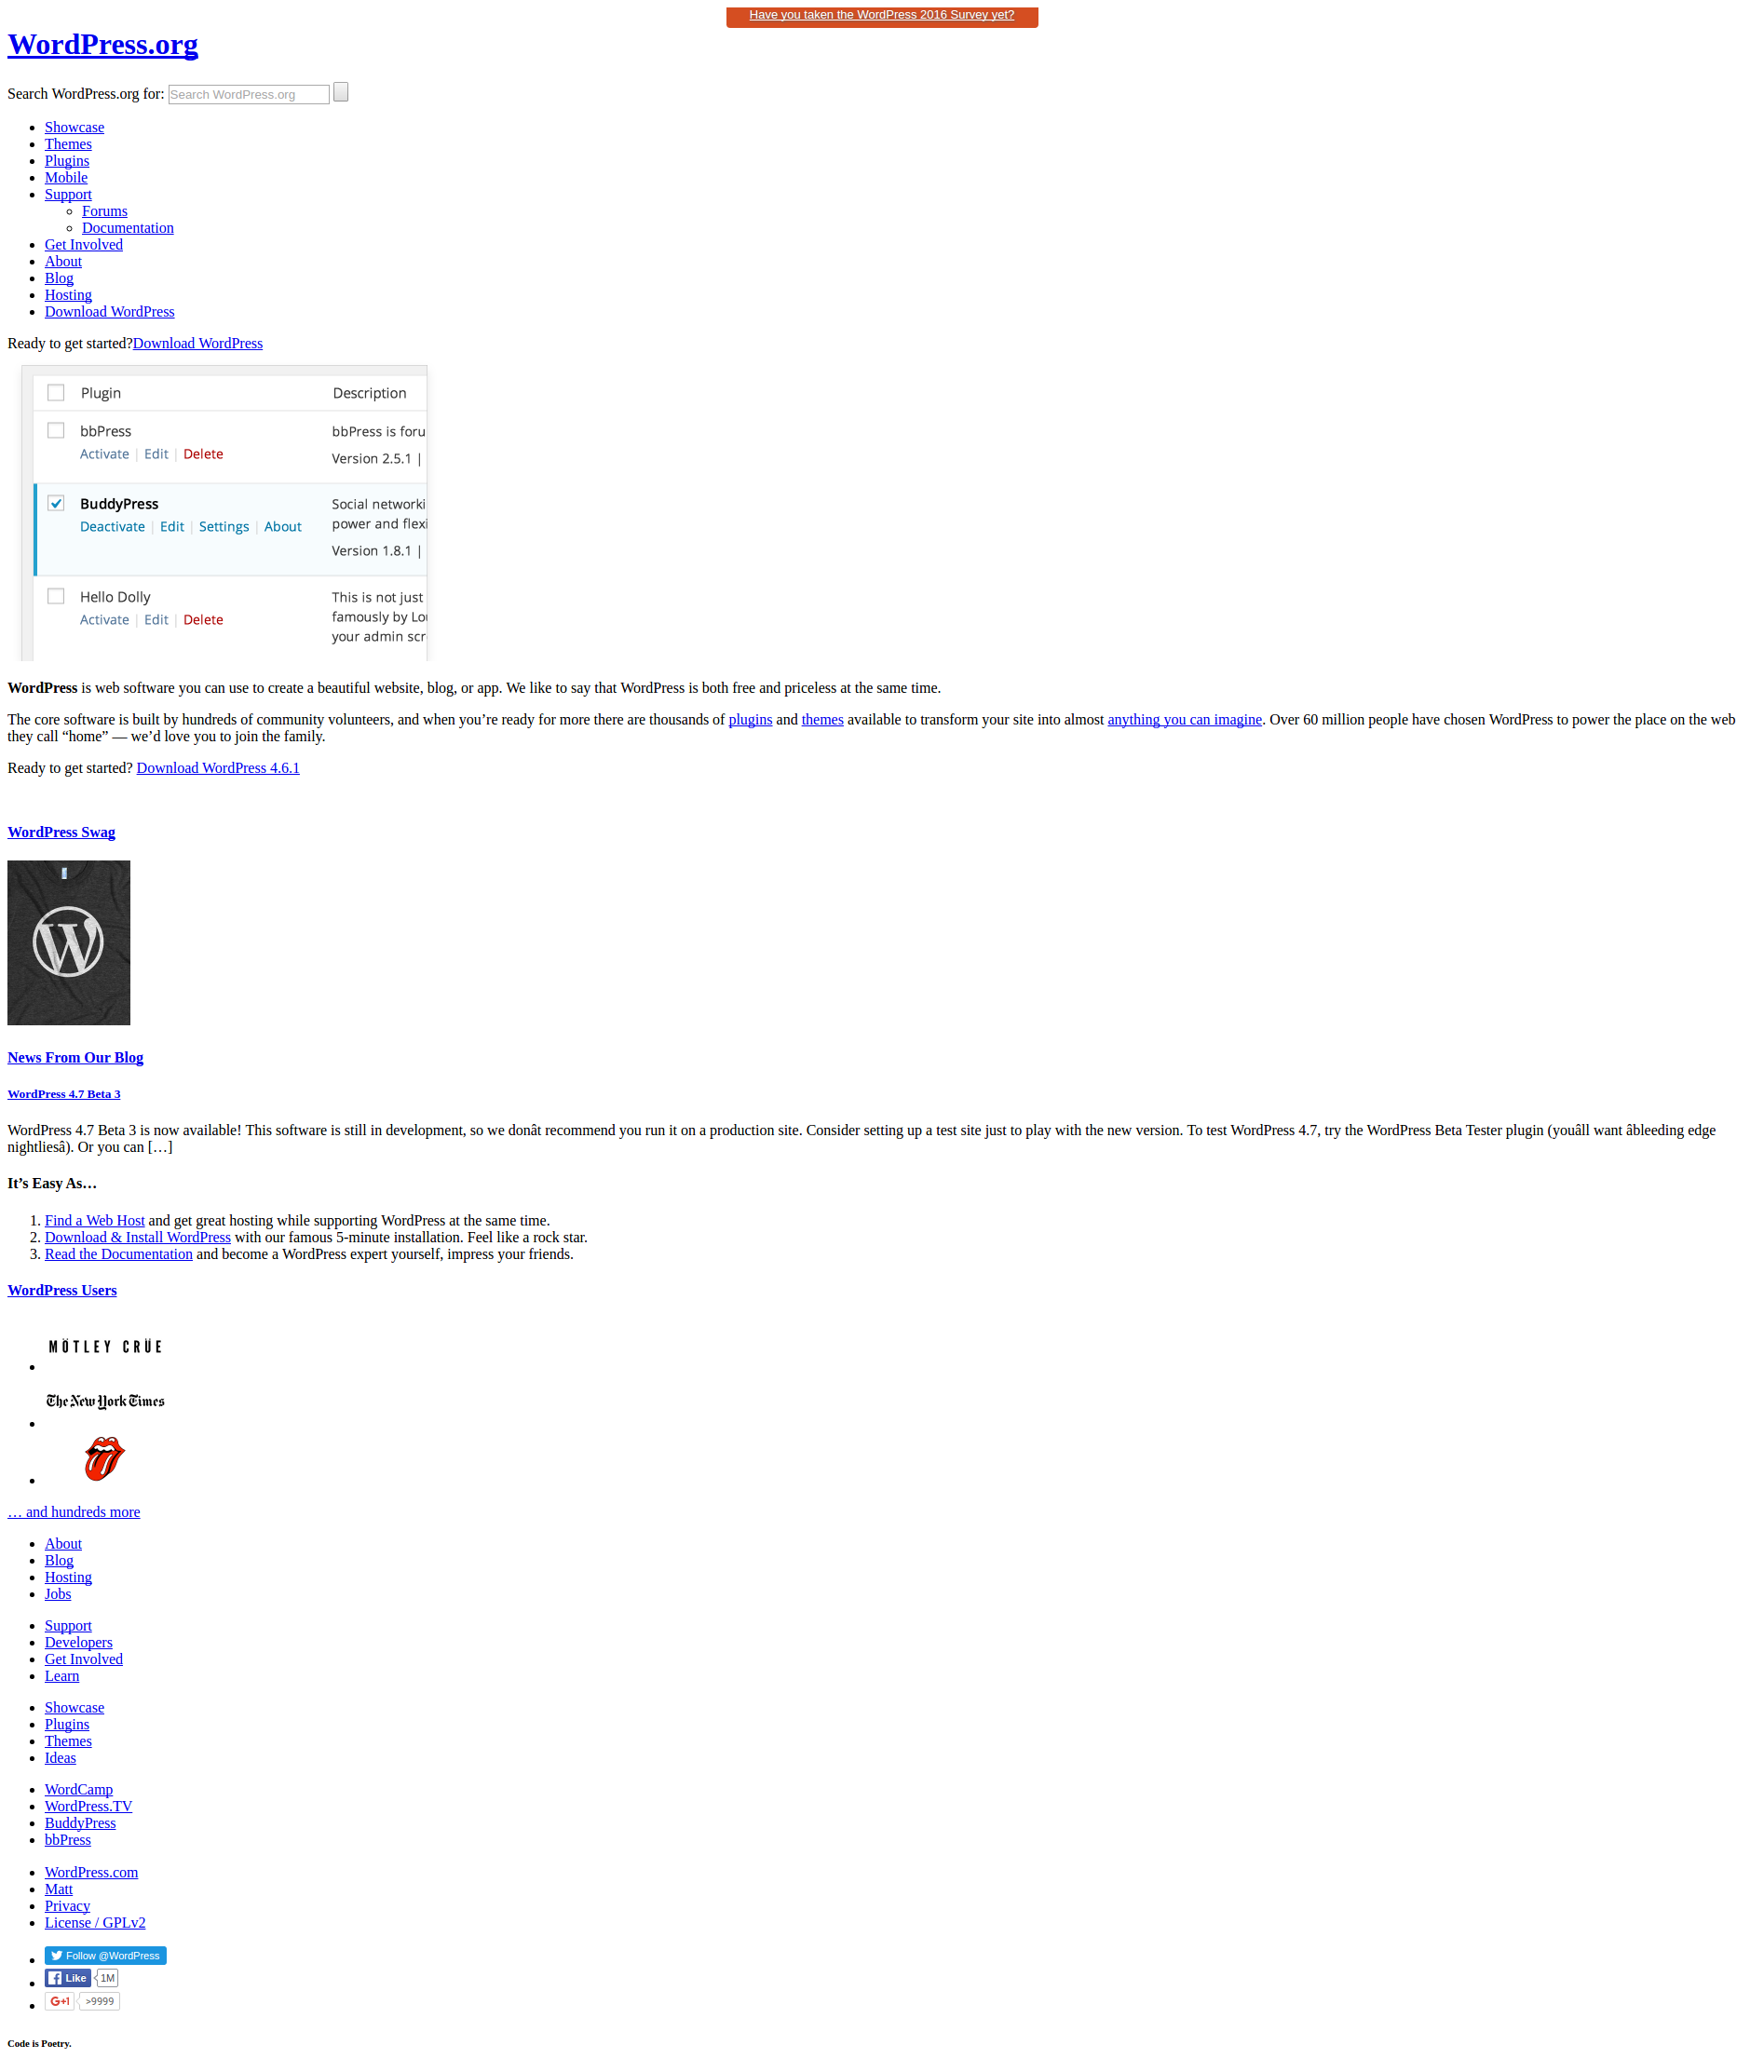 Have you taken the WordPress 2016 Survey yet?
WordPress.org
Search WordPress.org for: Search WordPress.org
Showcase
Themes
Plugins
Mobile
Support
Forums
Documentation
Get Involved
About
Blog
Hosting
Download WordPress
Ready to get started?Download WordPress
Plugin Description
bbPress bbPress is foru
Activate | Edit | Delete
Version 2.5.1 |
BuddyPress Social networki
Deactivate | Edit | Settings | About power and flexi
Version 1.8.1 |
Hello Dolly This is not just
Activate | Edit | Delete famously by Lou
your admin scr
WordPress is web software you can use to create a beautiful website, blog, or app. We like to say that WordPress is both free and priceless at the same time.
The core software is built by hundreds of community volunteers, and when you’re ready for more there are thousands of plugins and themes available to transform your site into almost anything you can imagine. Over 60 million people have chosen WordPress to power the place on the web
they call “home” — we’d love you to join the family.
Ready to get started? Download WordPress 4.6.1
WordPress Swag
W
News From Our Blog
WordPress 4.7 Beta 3
WordPress 4.7 Beta 3 is now available! This software is still in development, so we donât recommend you run it on a production site. Consider setting up a test site just to play with the new version. To test WordPress 4.7, try the WordPress Beta Tester plugin (youâll want âbleeding edge
nightliesâ). Or you can […]
It’s Easy As…
1. Find a Web Host and get great hosting while supporting WordPress at the same time.
2. Download & Install WordPress with our famous 5-minute installation. Feel like a rock star.
3. Read the Documentation and become a WordPress expert yourself, impress your friends.
WordPress Users
MÖTLEY CRÜE
The New York Times
… and hundreds more
About
Blog
Hosting
Jobs
Support
Developers
Get Involved
Learn
Showcase
Plugins
Themes
Ideas
WordCamp
WordPress.TV
BuddyPress
bbPress
WordPress.com
Matt
Privacy
License / GPLv2
Follow @WordPress
Like 1M
G+1 >9999
Code is Poetry.